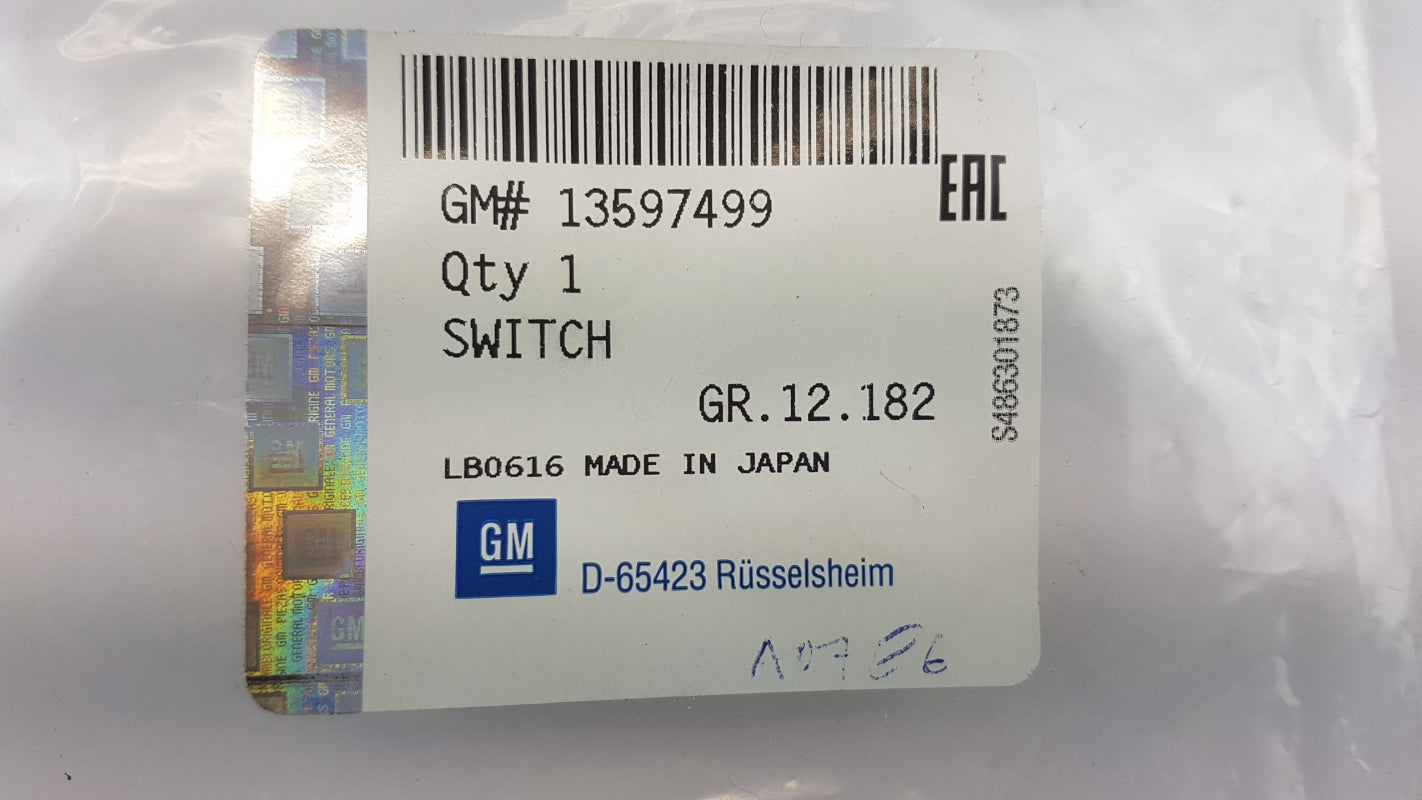 GM# 13597499
EAC
Qty 1
SWITCH
GR.12.182
S486301873
LB0616 MADE IN JAPAN
GM
D-65423 Rüsselsheim